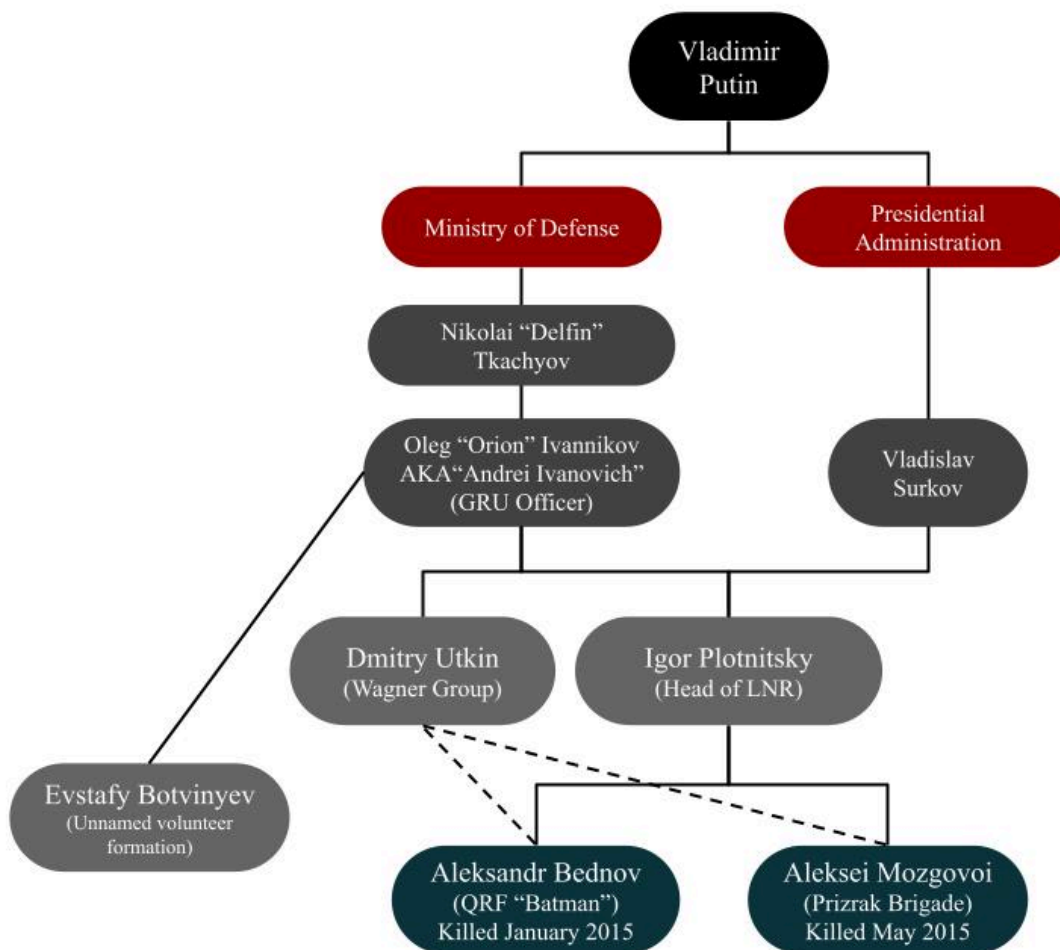 Vladimir
Putin
Ministry of Defense
Presidential
Administration
Nikolai “Delfin”
Tkachyov
Oleg “Orion” Ivannikov
AKA“Andrei Ivanovich”
(GRU Officer)
Vladislav
Surkov
Dmitry Utkin
(Wagner Group)
Igor Plotnitsky
(Head of LNR)
Evstafy Botvinyev
(Unnamed volunteer
formation)
Aleksandr Bednov
(QRF “Batman”)
Killed January 2015
Aleksei Mozgovoi
(Prizrak Brigade)
Killed May 2015